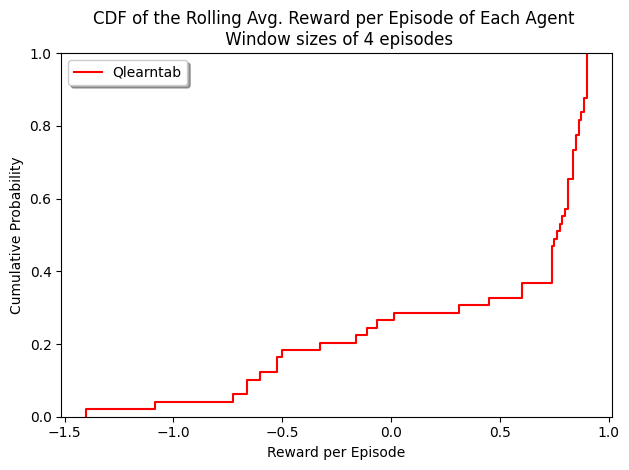 CDF of the Rolling Avg. Reward per Episode of Each Agent
Window sizes of 4 episodes
Qlearntab
1.0
0.8
0.6
0.4
0.2
0.0
Cumulative Probability
−1.5 −1.0 −0.5 0.0 0.5 1.0
Reward per Episode